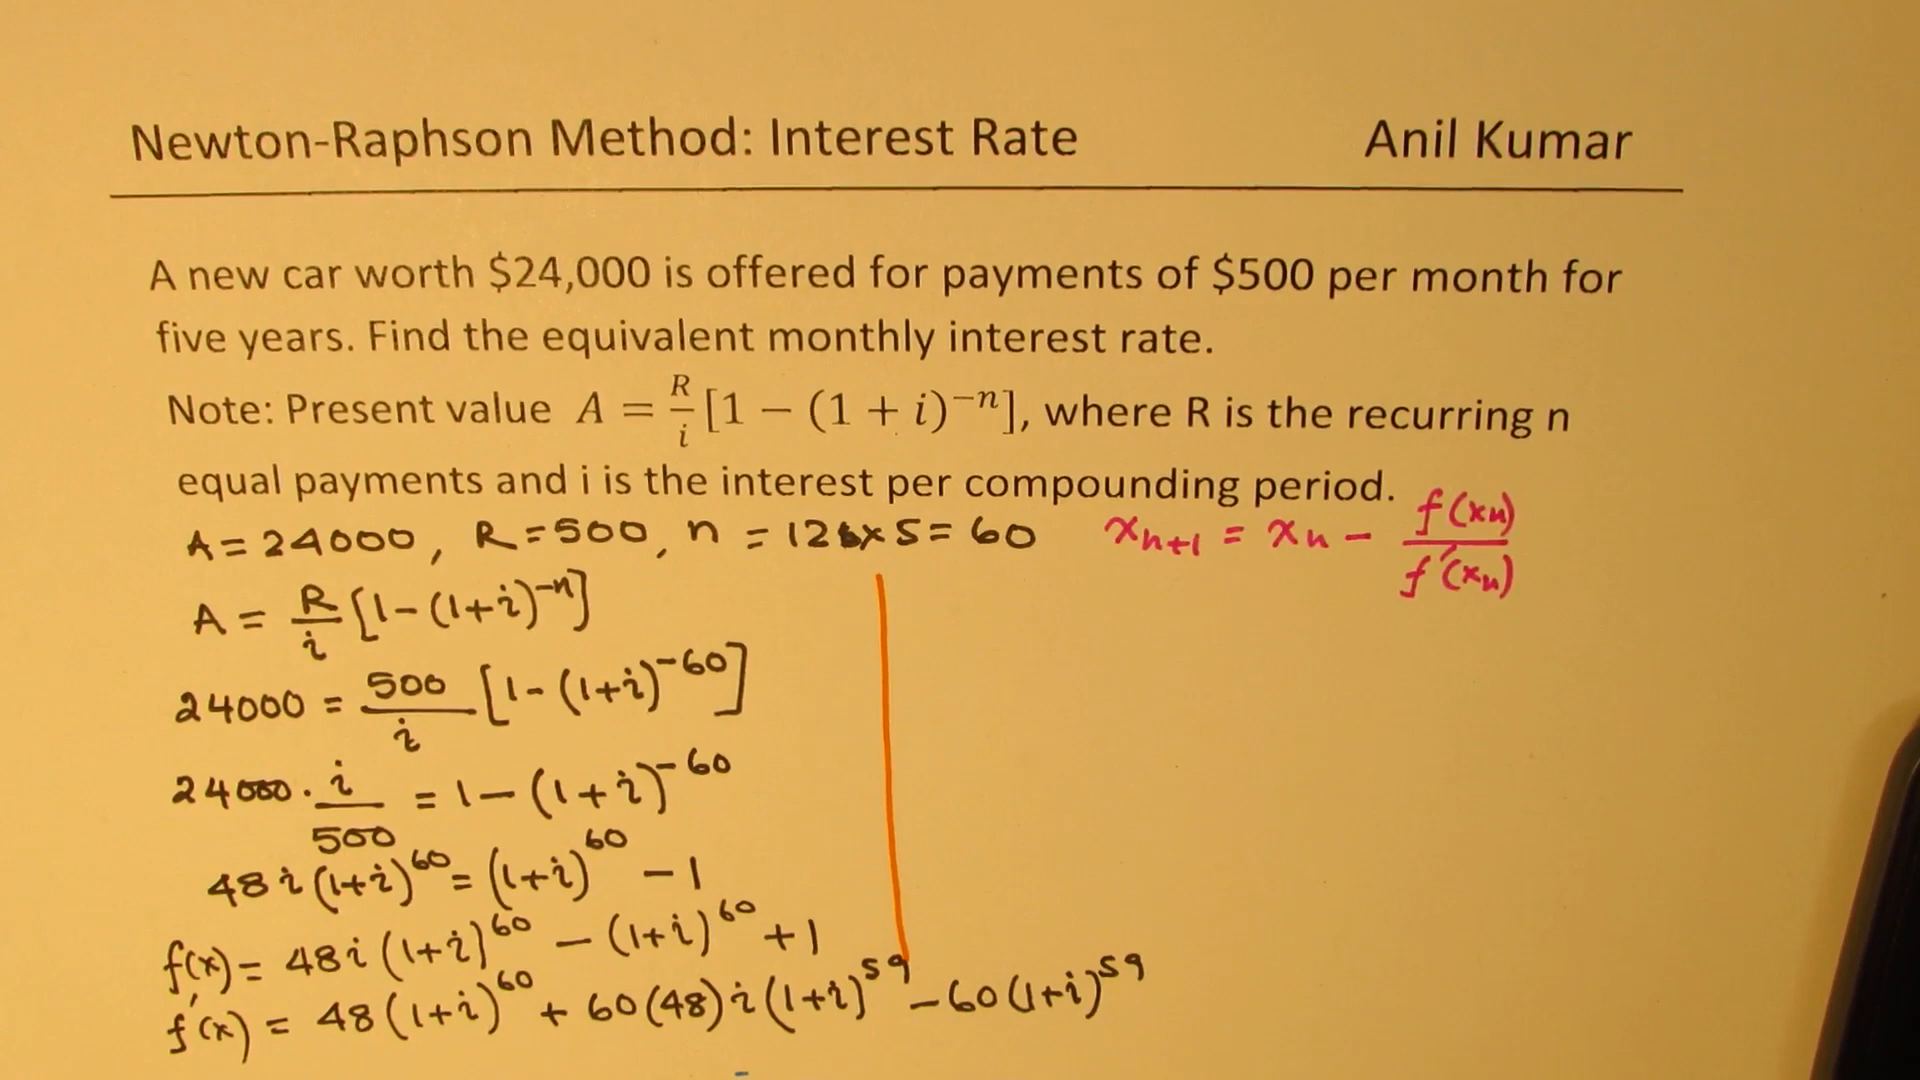 Newton-Raphson Method: Interest Rate Anil Kumar
A new car worth $24,000 is offered for payments of $500 per month for
five years. Find the equivalent monthly interest rate.
Note: Present value A = R/i [1 − (1 + i)^−n], where R is the recurring n
equal payments and i is the interest per compounding period.
A = 24000, R = 500, n = 12 × 5 = 60
x_n+1 = x_n − f(x_n)/f'(x_n)
A = R/i [1−(1+i)^−n]
24000 = 500/i [1−(1+i)^−60]
24000 · i/500 = 1−(1+i)^−60
48 i (1+i)^60 = (1+i)^60 − 1
f(x) = 48i (1+i)^60 − (1+i)^60 + 1
f'(x) = 48(1+i)^60 + 60(48) i (1+i)^59 − 60(1+i)^59